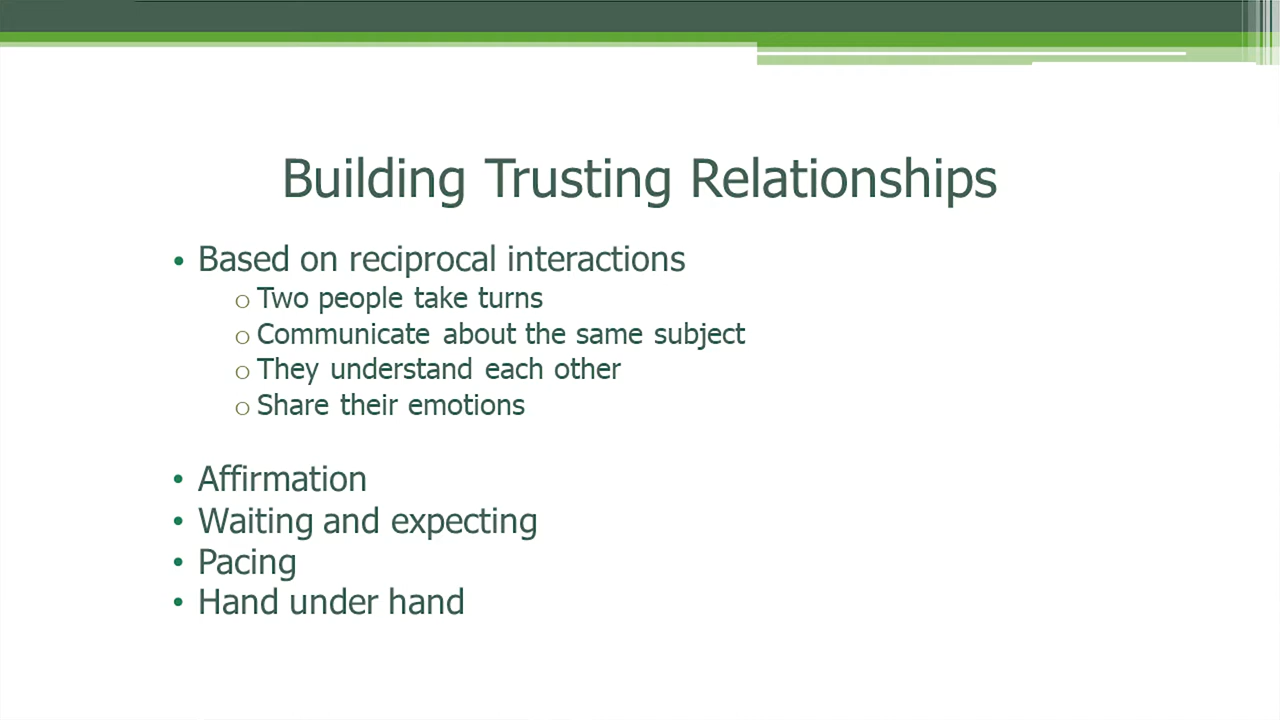 Building Trusting Relationships
• Based on reciprocal interactions
o Two people take turns
o Communicate about the same subject
o They understand each other
o Share their emotions
• Affirmation
• Waiting and expecting
• Pacing
• Hand under hand